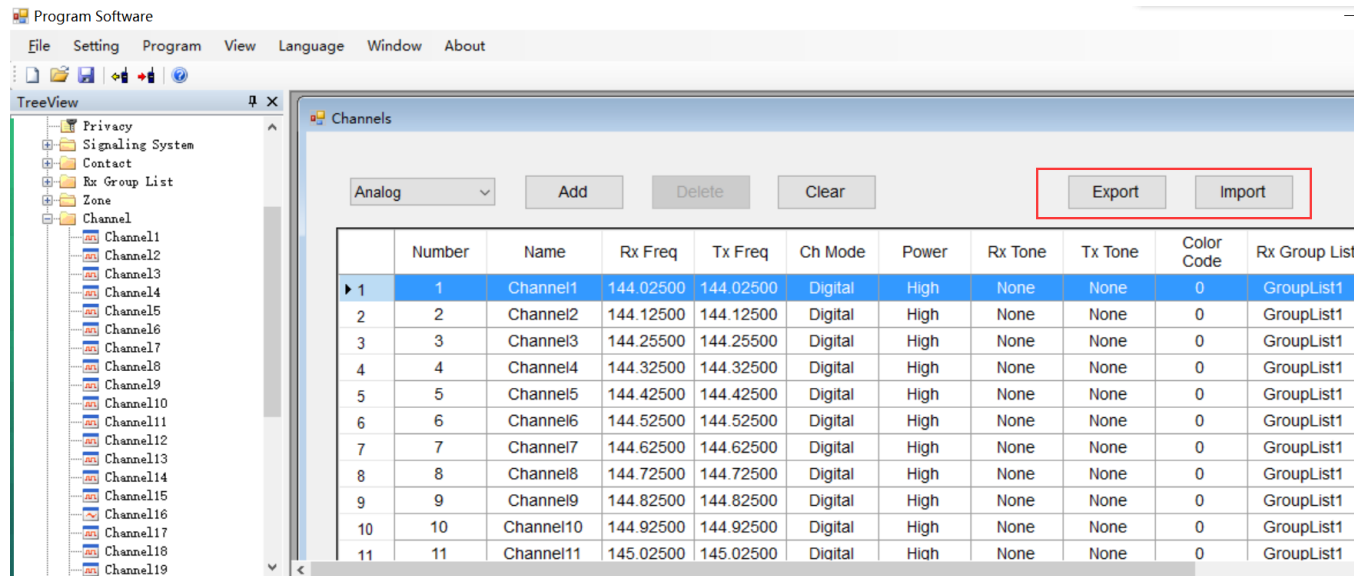 Program Software
File Setting Program View Language Window About
TreeView
Privacy
Signaling System
Contact
Rx Group List
Zone
Channel
Channel1
Channel2
Channel3
Channel4
Channel5
Channel6
Channel7
Channel8
Channel9
Channel10
Channel11
Channel12
Channel13
Channel14
Channel15
Channel16
Channel17
Channel18
Channel19
Channels
Analog Add Delete Clear Export Import
Number Name Rx Freq Tx Freq Ch Mode Power Rx Tone Tx Tone Color Code Rx Group List
1 1 Channel1 144.02500 144.02500 Digital High None None 0 GroupList1
2 2 Channel2 144.12500 144.12500 Digital High None None 0 GroupList1
3 3 Channel3 144.25500 144.25500 Digital High None None 0 GroupList1
4 4 Channel4 144.32500 144.32500 Digital High None None 0 GroupList1
5 5 Channel5 144.42500 144.42500 Digital High None None 0 GroupList1
6 6 Channel6 144.52500 144.52500 Digital High None None 0 GroupList1
7 7 Channel7 144.62500 144.62500 Digital High None None 0 GroupList1
8 8 Channel8 144.72500 144.72500 Digital High None None 0 GroupList1
9 9 Channel9 144.82500 144.82500 Digital High None None 0 GroupList1
10 10 Channel10 144.92500 144.92500 Digital High None None 0 GroupList1
11 11 Channel11 145.02500 145.02500 Digital High None None 0 GroupList1